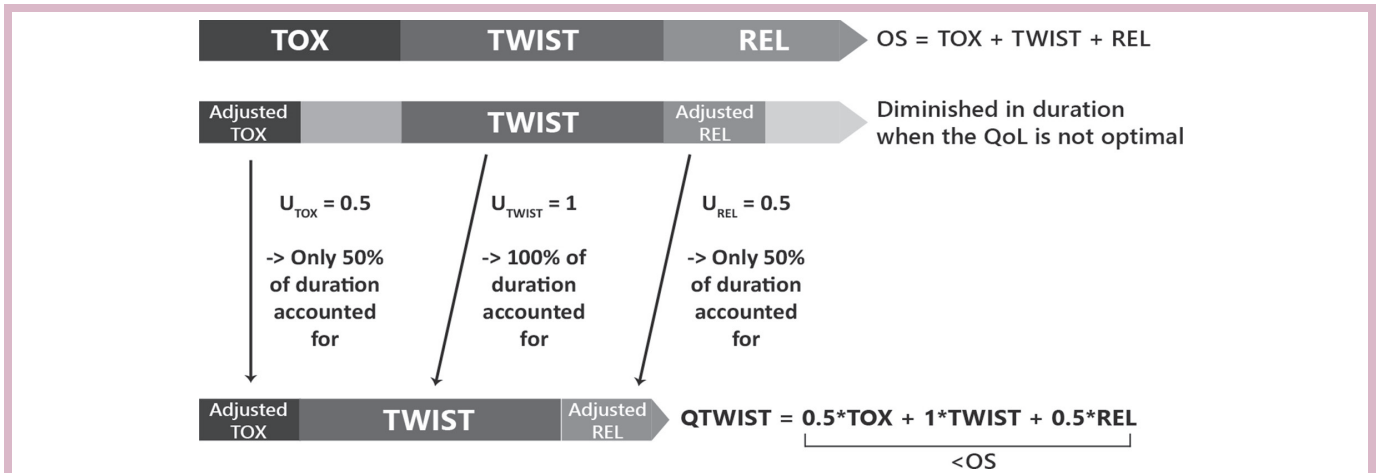 TOX TWIST REL OS = TOX + TWIST + REL
Adjusted TOX TWIST Adjusted REL Diminished in duration
when the QoL is not optimal
U_TOX = 0.5 U_TWIST = 1 U_REL = 0.5
-> Only 50% -> 100% of -> Only 50%
of duration duration of duration
accounted accounted accounted
for for for
Adjusted TOX TWIST Adjusted REL QTWIST = 0.5*TOX + 1*TWIST + 0.5*REL
<OS